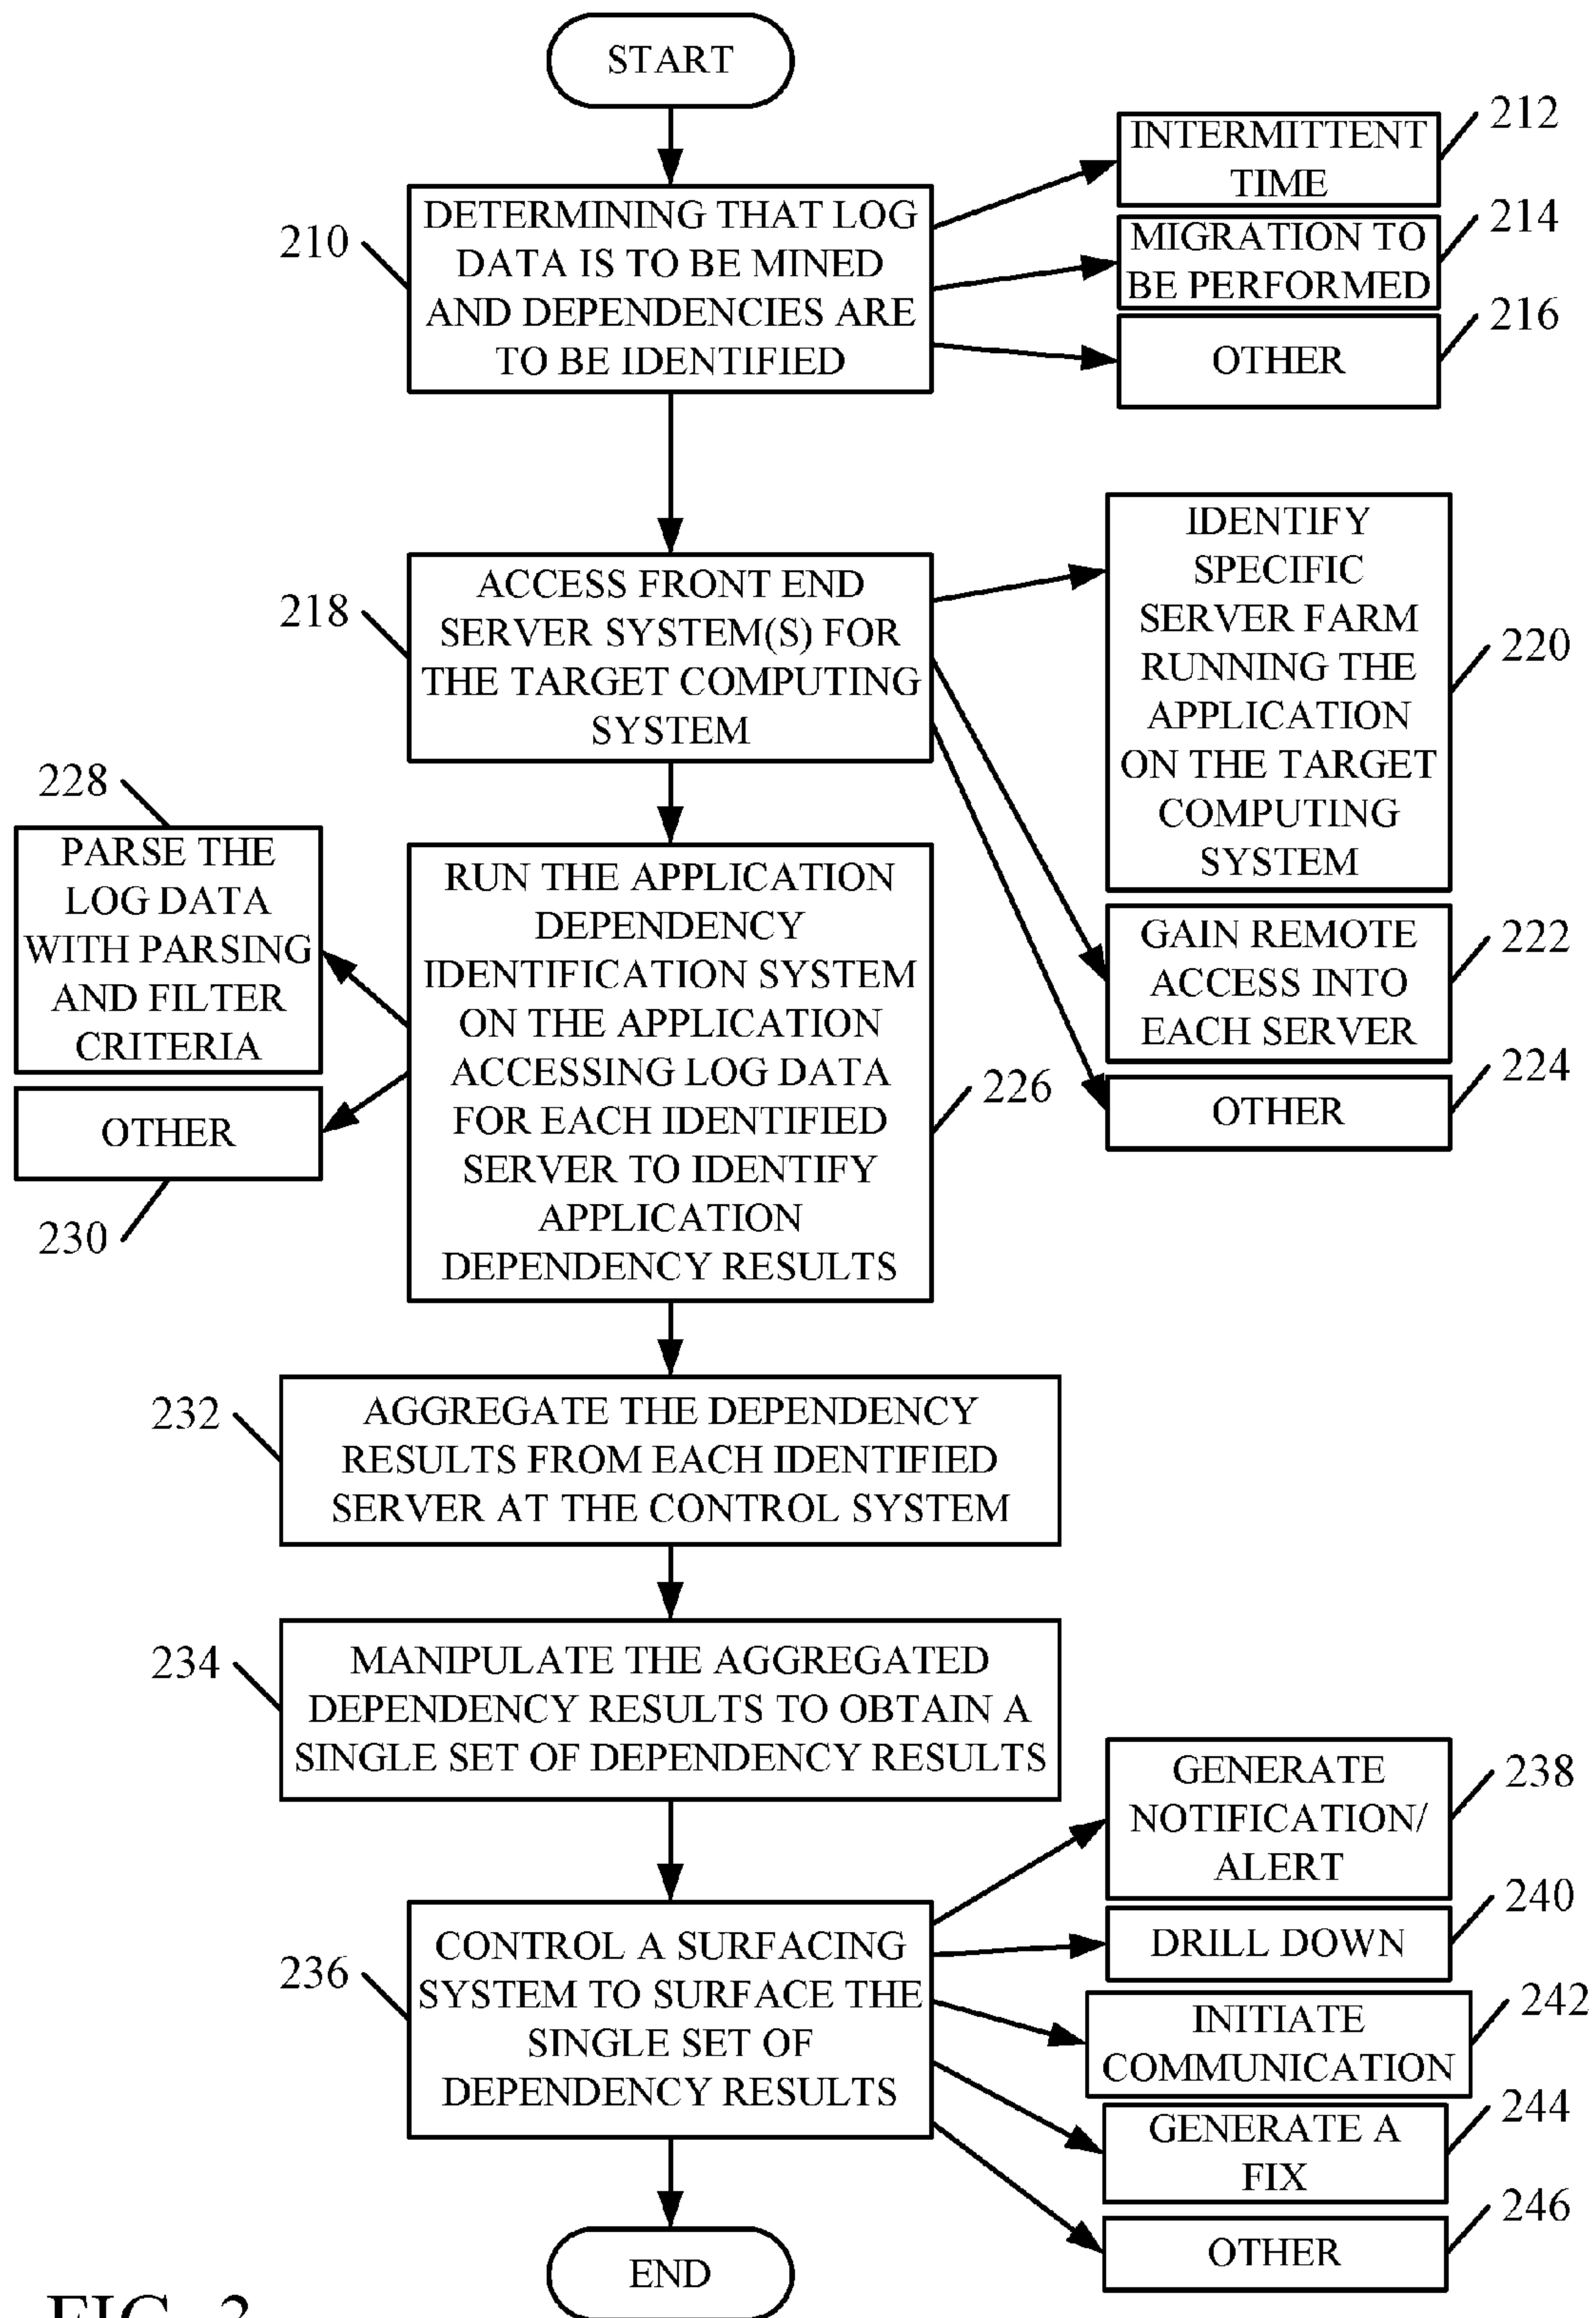 START
210
DETERMINING THAT LOG
DATA IS TO BE MINED
AND DEPENDENCIES ARE
TO BE IDENTIFIED
INTERMITTENT
TIME
212
MIGRATION TO
BE PERFORMED
214
OTHER
216
218
ACCESS FRONT END
SERVER SYSTEM(S) FOR
THE TARGET COMPUTING
SYSTEM
IDENTIFY
SPECIFIC
SERVER FARM
RUNNING THE
APPLICATION
ON THE TARGET
COMPUTING
SYSTEM
220
GAIN REMOTE
ACCESS INTO
EACH SERVER
222
OTHER
224
RUN THE APPLICATION
DEPENDENCY
IDENTIFICATION SYSTEM
ON THE APPLICATION
ACCESSING LOG DATA
FOR EACH IDENTIFIED
SERVER TO IDENTIFY
APPLICATION
DEPENDENCY RESULTS
226
228
PARSE THE
LOG DATA
WITH PARSING
AND FILTER
CRITERIA
OTHER
230
232
AGGREGATE THE DEPENDENCY
RESULTS FROM EACH IDENTIFIED
SERVER AT THE CONTROL SYSTEM
234
MANIPULATE THE AGGREGATED
DEPENDENCY RESULTS TO OBTAIN A
SINGLE SET OF DEPENDENCY RESULTS
236
CONTROL A SURFACING
SYSTEM TO SURFACE THE
SINGLE SET OF
DEPENDENCY RESULTS
GENERATE
NOTIFICATION/
ALERT
238
DRILL DOWN
240
INITIATE
COMMUNICATION
242
GENERATE A
FIX
244
OTHER
246
END